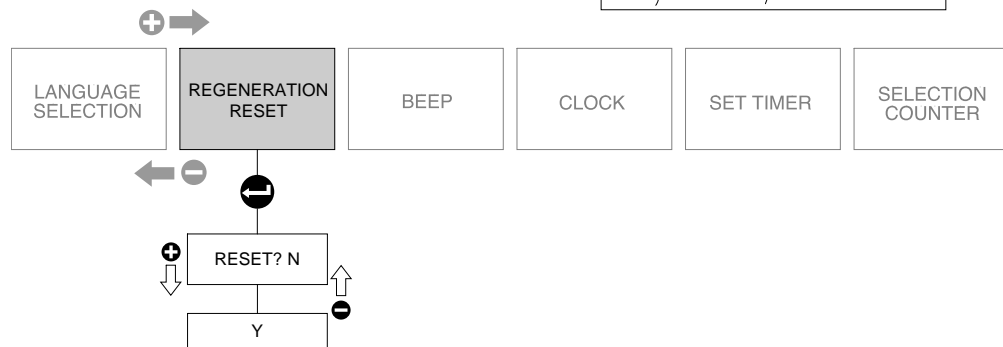 LANGUAGE
SELECTION
REGENERATION
RESET
BEEP
CLOCK
SET TIMER
SELECTION
COUNTER
RESET? N
Y